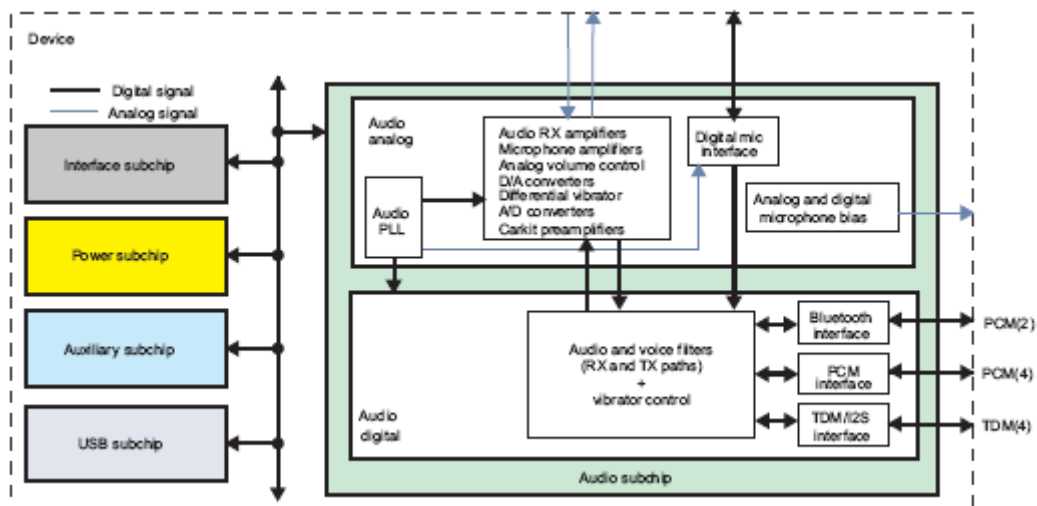 Device
Digital signal
Analog signal
Interface subchip
Power subchip
Auxiliary subchip
USB subchip
Audio
analog
Audio
PLL
Audio RX amplifiers
Microphone amplifiers
Analog volume control
D/A converters
Differential vibrator
A/D converters
Carkit preamplifiers
Digital mic
interface
Analog and digital
microphone bias
Audio and voice filters
(RX and TX paths)
+
vibrator control
Audio
digital
Bluetooth
interface
PCM
interface
TDM/I2S
interface
PCM(2)
PCM(4)
TDM(4)
Audio subchip